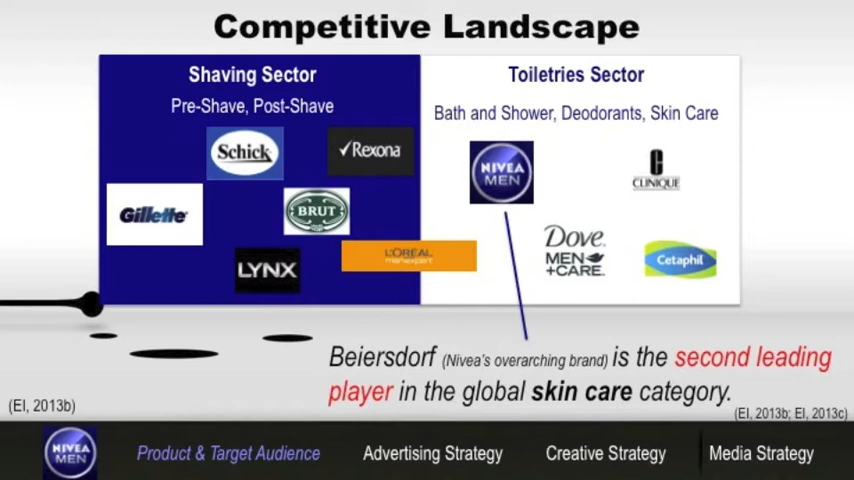 Competitive Landscape
Shaving Sector
Pre-Shave, Post-Shave
Schick
Rexona
Gillette
BRUT
LYNX
L'ORÉAL
men expert
Toiletries Sector
Bath and Shower, Deodorants, Skin Care
NIVEA
MEN
CLINIQUE
Dove
MEN
+CARE
Cetaphil
Beiersdorf (Nivea's overarching brand) is the second leading
player in the global skin care category.
(EI, 2013b; EI, 2013c)
(EI, 2013b)
NIVEA
MEN
Product & Target Audience
Advertising Strategy
Creative Strategy
Media Strategy